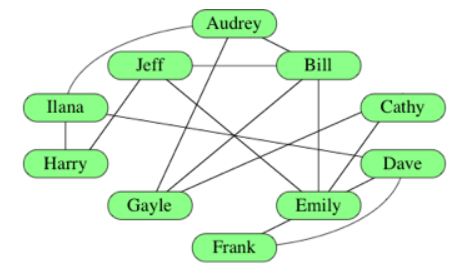 Audrey
Jeff
Bill
Ilana
Cathy
Harry
Dave
Gayle
Emily
Frank